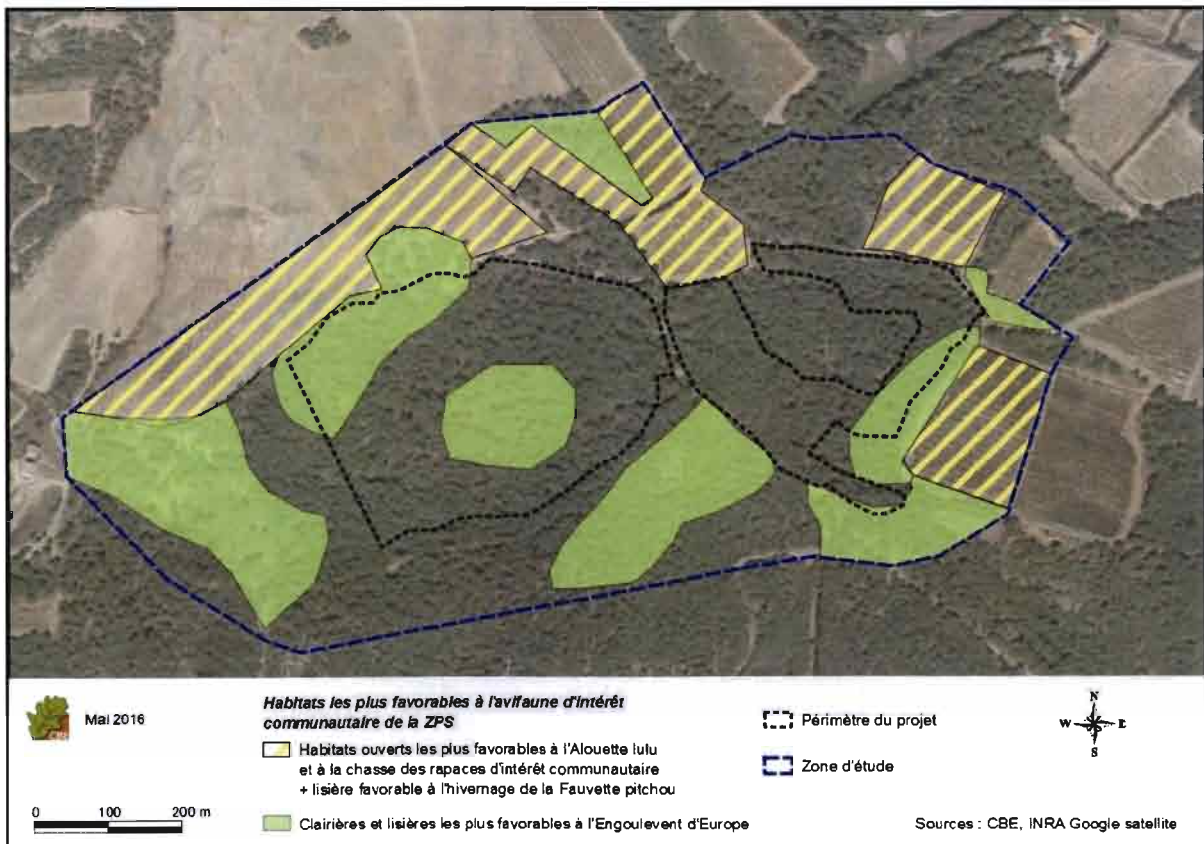 Mai 2016
Habitats les plus favorables à l'avifaune d'intérêt
communautaire de la ZPS
Habitats ouverts les plus favorables à l'Alouette lulu
et à la chasse des rapaces d'intérêt communautaire
+ lisière favorable à l'hivernage de la Fauvette pitchou
Clairières et lisières les plus favorables à l'Engoulevent d'Europe
0 100 200 m
Périmètre du projet
Zone d'étude
N
W E
S
Sources : CBE, INRA Google satellite